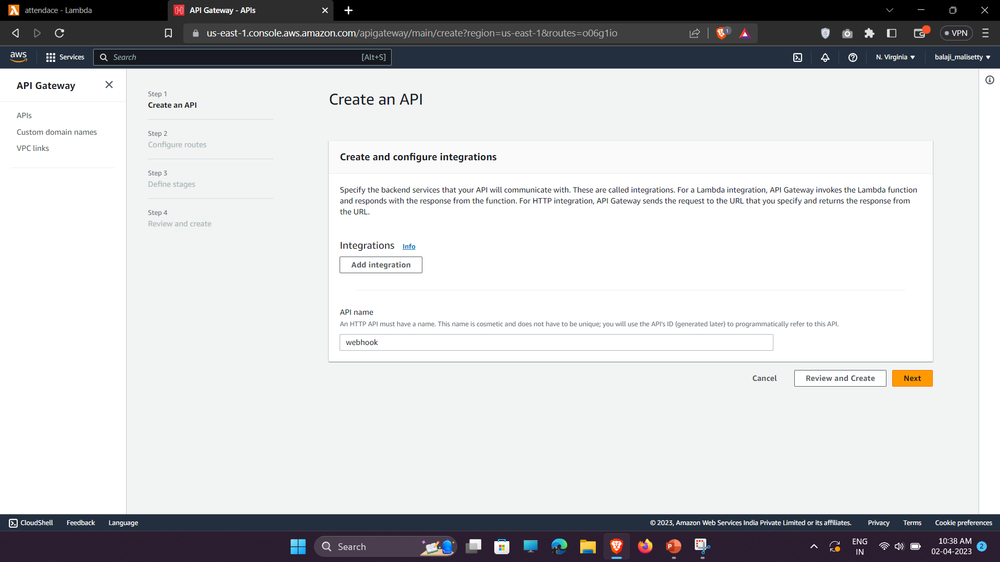 attendace - Lambda
API Gateway - APIs
us-east-1.console.aws.amazon.com/apigateway/main/create?region=us-east-1&routes=o06g1io
1
VPN
aws
Services
Search
[Alt+S]
N. Virginia
balaji_malisetty
API Gateway
APIs
Custom domain names
VPC links
Step 1
Create an API
Step 2
Configure routes
Step 3
Define stages
Step 4
Review and create
Create an API
Create and configure integrations
Specify the backend services that your API will communicate with. These are called integrations. For a Lambda integration, API Gateway invokes the Lambda function
and responds with the response from the function. For HTTP integration, API Gateway sends the request to the URL that you specify and returns the response from
the URL.
Integrations Info
Add integration
API name
An HTTP API must have a name. This name is cosmetic and does not have to be unique; you will use the API's ID (generated later) to programmatically refer to this API.
webhook
Cancel
Review and Create
Next
CloudShell
Feedback
Language
© 2023, Amazon Web Services India Private Limited or its affiliates.
Privacy
Terms
Cookie preferences
Search
P
ENG
IN
10:38 AM
02-04-2023
2